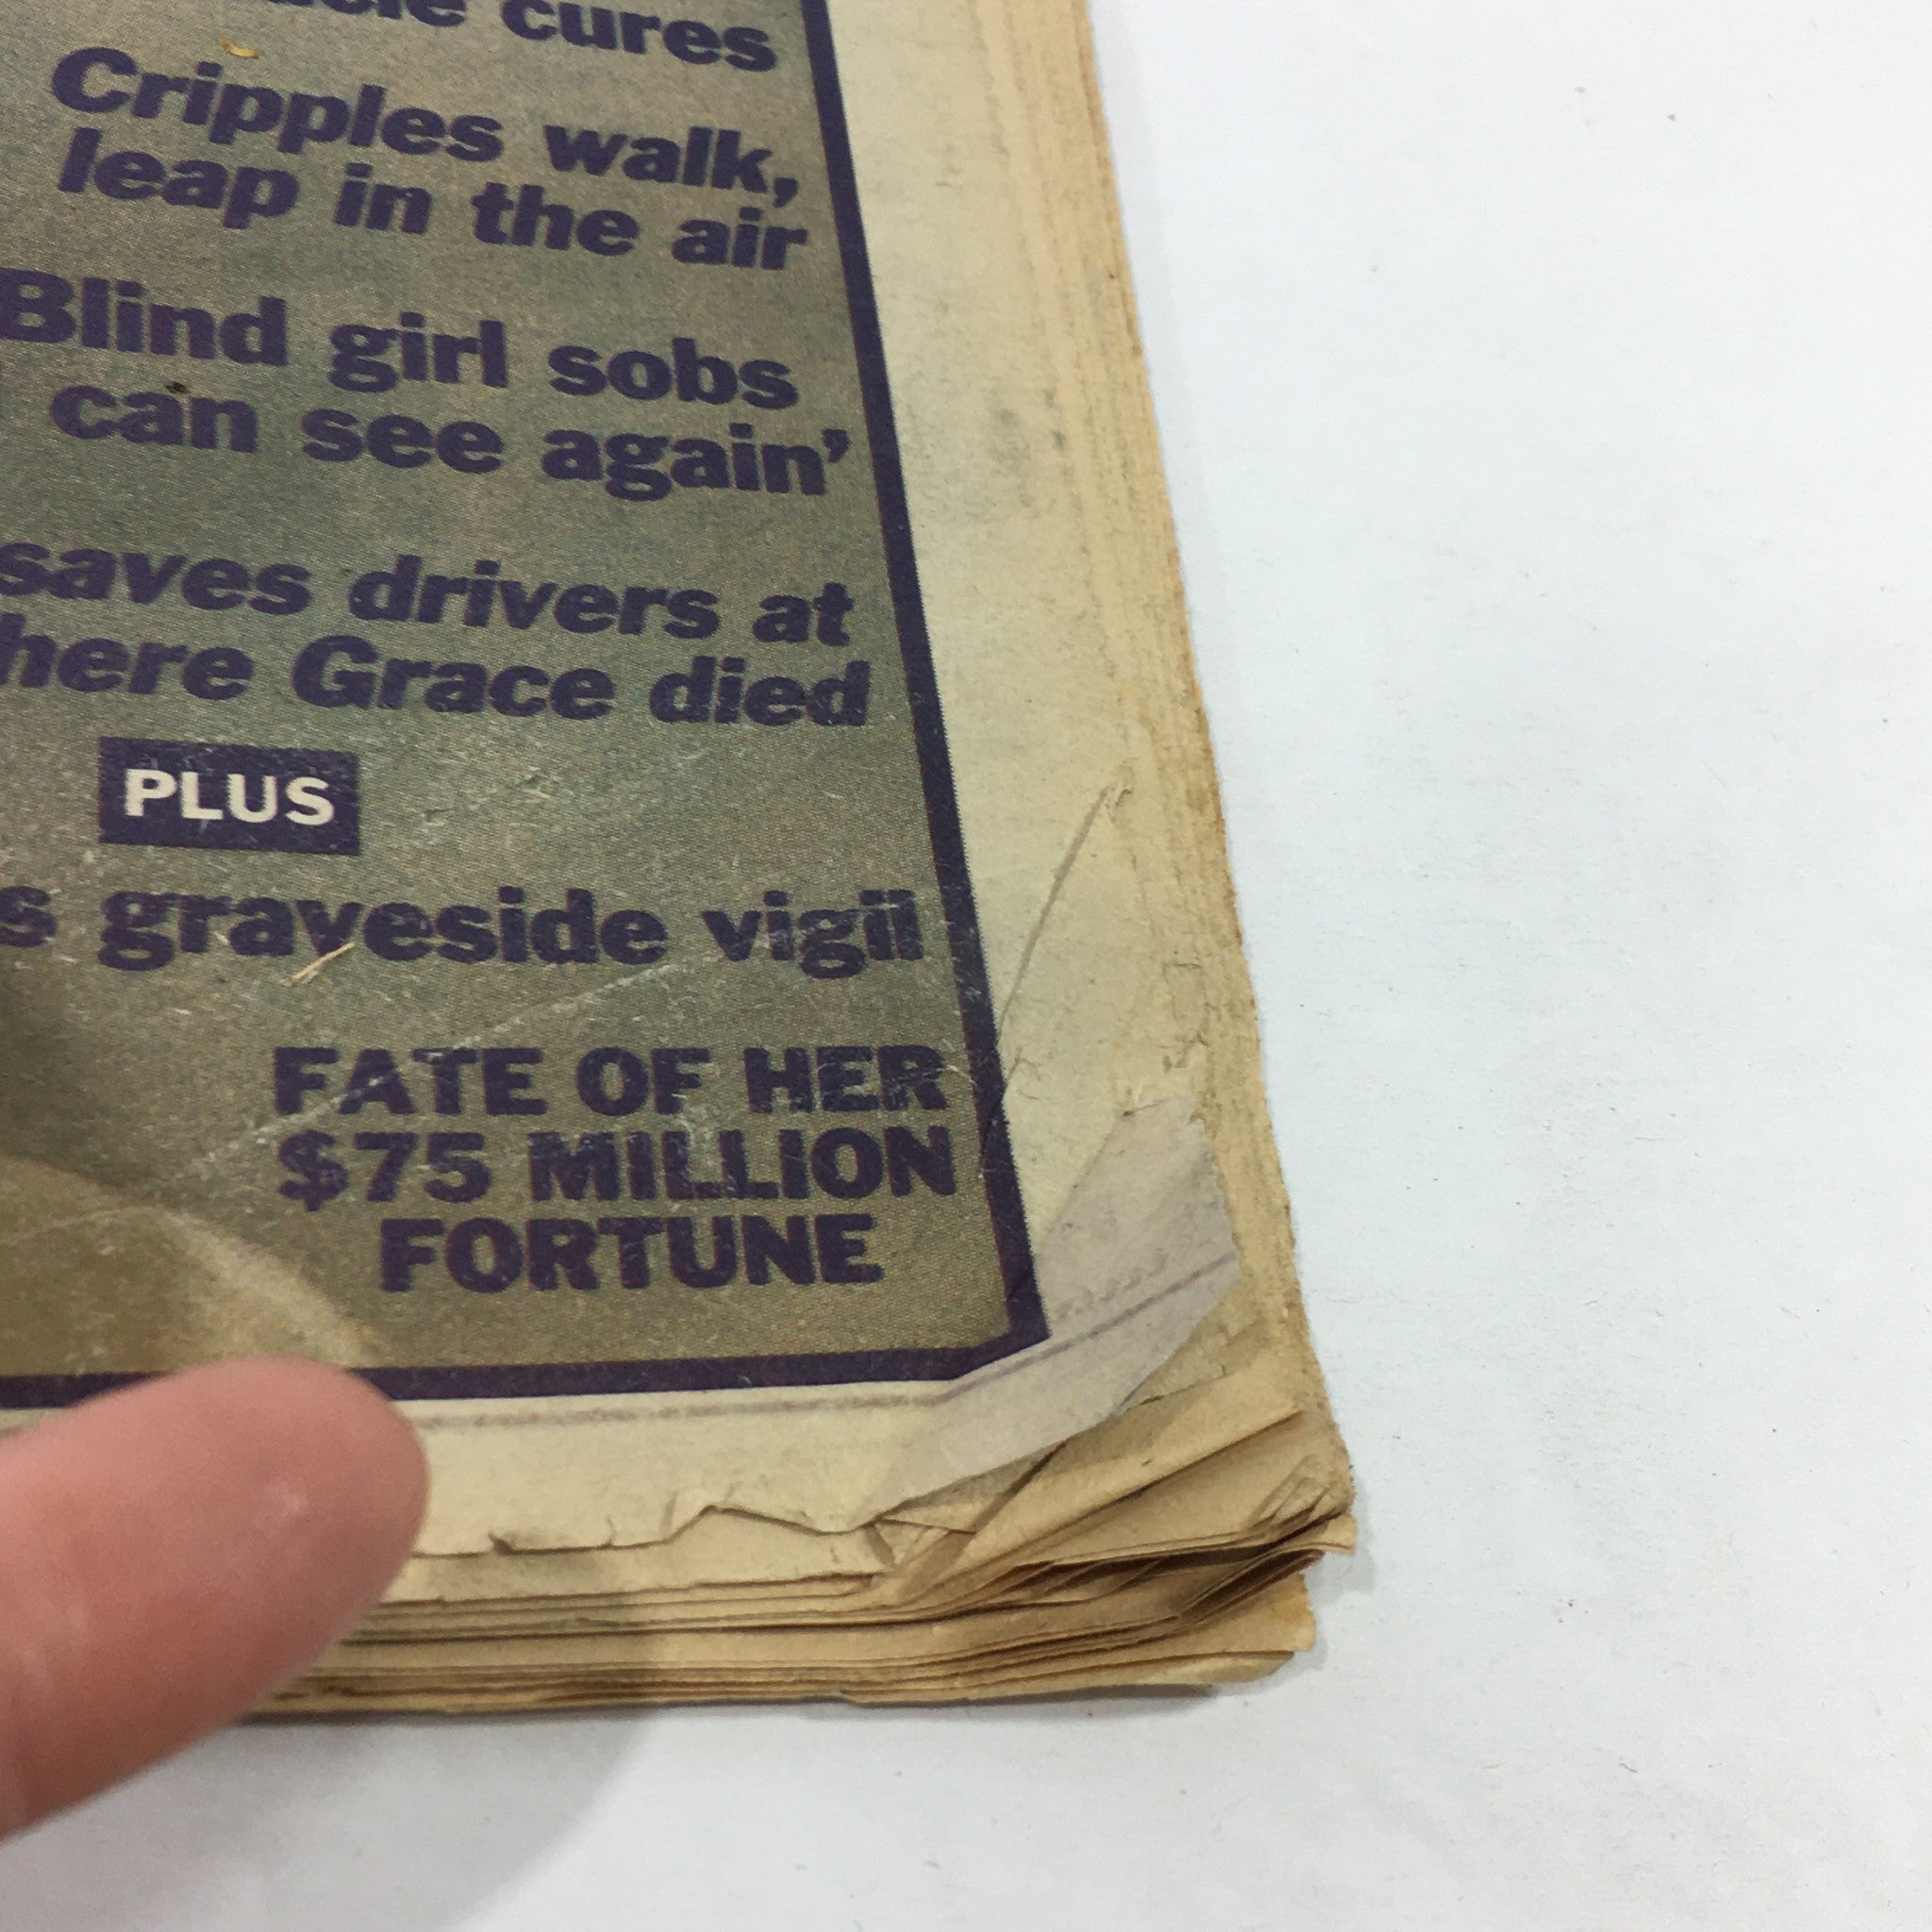 cures
Cripples walk,
leap in the air
Blind girl sobs
can see again’
saves drivers at
here Grace died
PLUS
s graveside vigil
FATE OF HER
$75 MILLION
FORTUNE